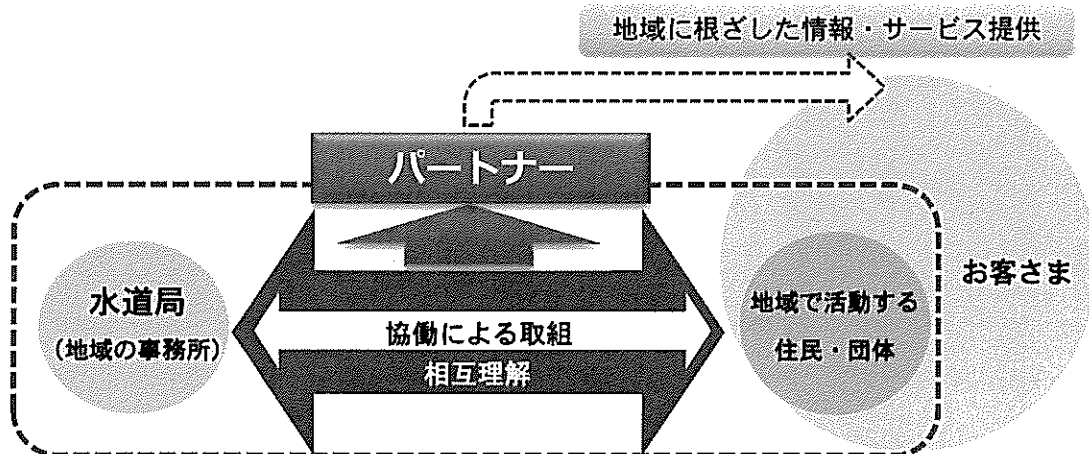 地域に根ざした情報・サービス提供
パートナー
水道局
(地域の事務所)
協働による取組
相互理解
地域で活動する
住民・団体
お客さま